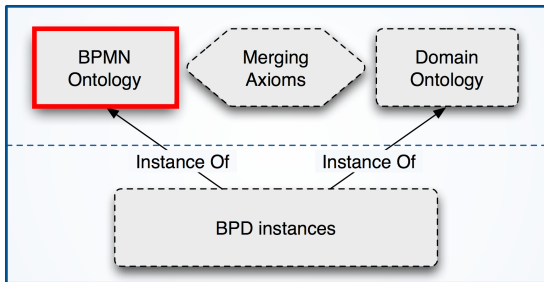 BPMN
Ontology
Merging
Axioms
Domain
Ontology
Instance Of
Instance Of
BPD instances